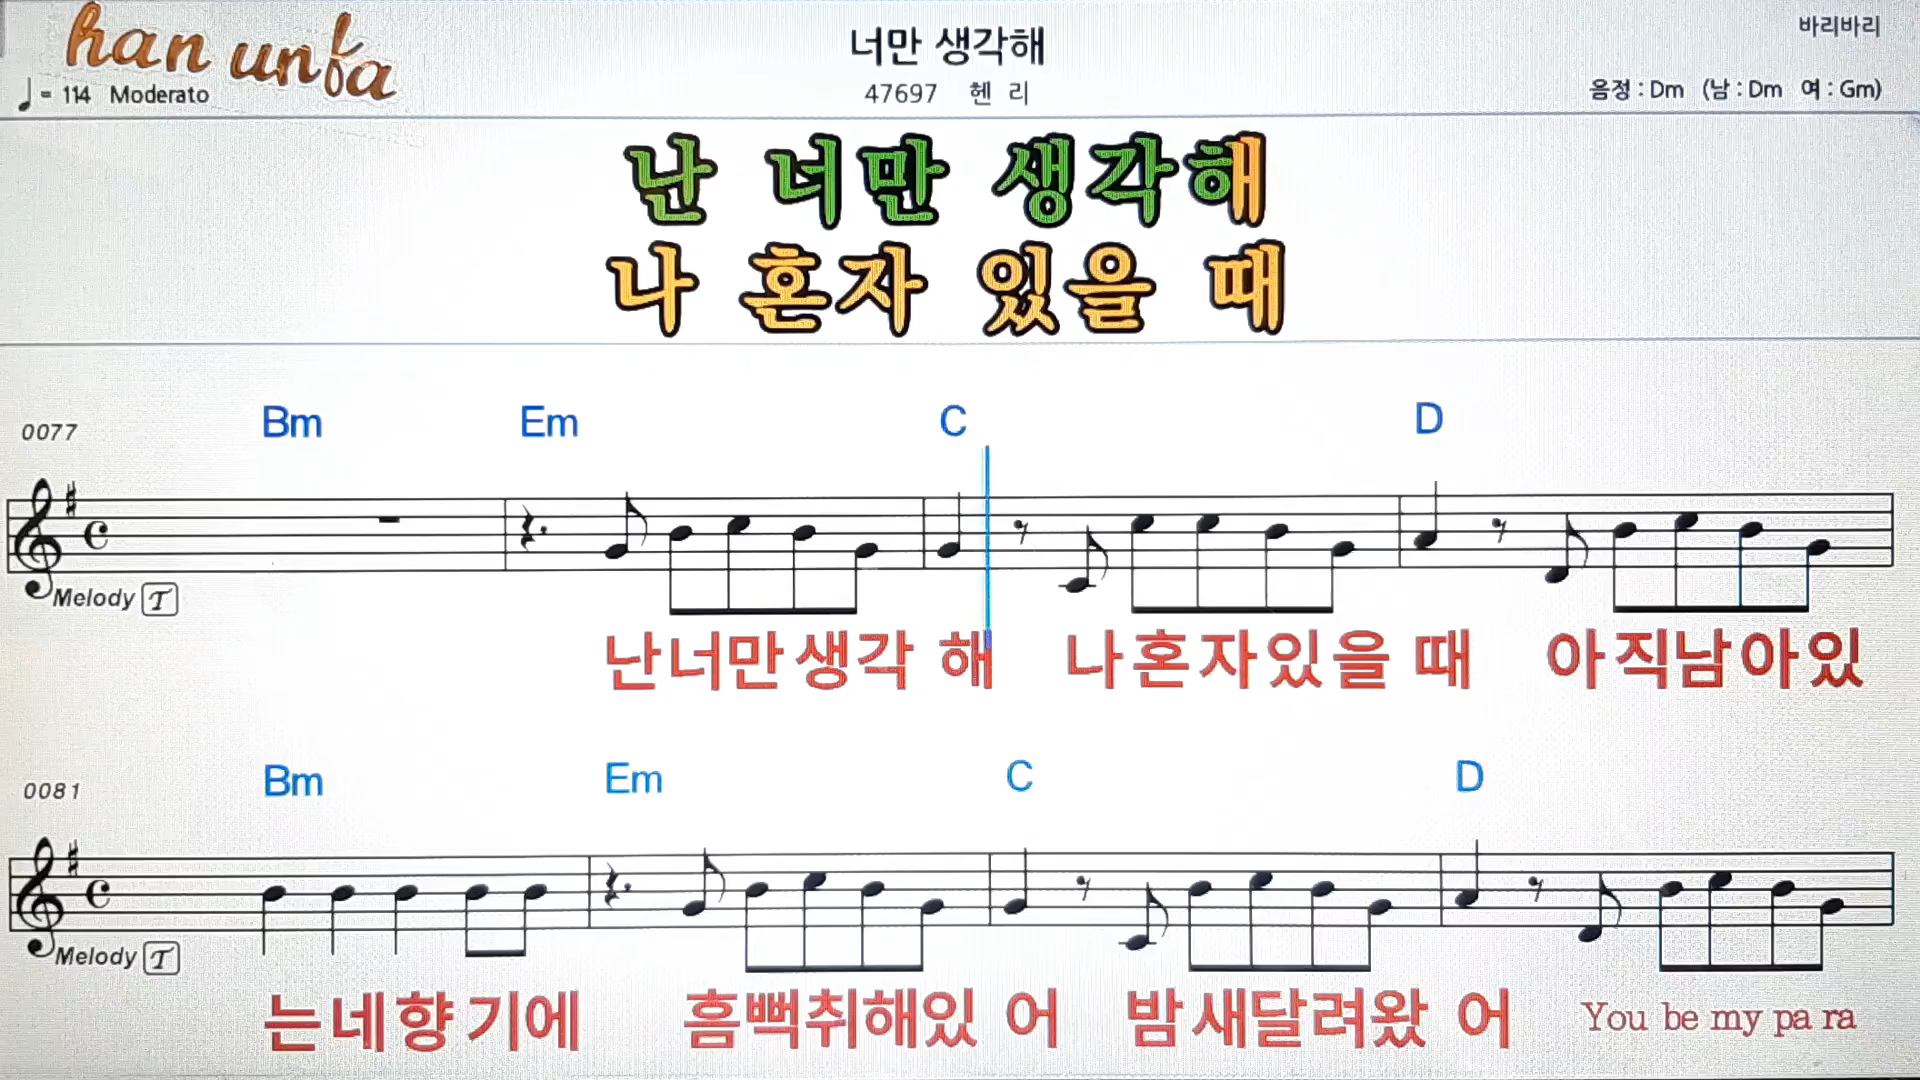 han unfa
바리바리
너만 생각해
♩= 114 Moderato
47697 헨 리
음정 : Dm (남 : Dm 여 : Gm)
난 너만 생각해
나 혼자 있을 때
0077 Bm Em C D
Melody T
난너만생각 해 나혼자있을 때 아직남아있
0081 Bm Em C D
Melody T
는네향기에 흠뻑취해있 어 밤새달려왔 어 You be my pa ra